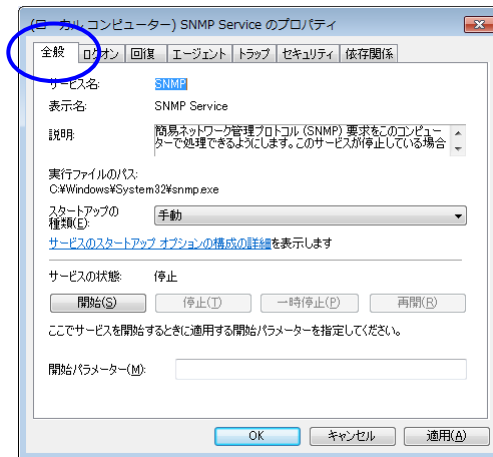 (ローカル コンピューター) SNMP Service のプロパティ
全般 ログオン 回復 エージェント トラップ セキュリティ 依存関係
サービス名: SNMP
表示名: SNMP Service
説明: 簡易ネットワーク管理プロトコル (SNMP) 要求をこのコンピュー
ターで処理できるようにします。このサービスが停止している場合
実行ファイルのパス:
C:¥Windows¥System32¥snmp.exe
スタートアップの
種類(E): 手動
サービスのスタートアップ オプションの構成の詳細を表示します
サービスの状態: 停止
開始(S) 停止(T) 一時停止(P) 再開(R)
ここでサービスを開始するときに適用する開始パラメーターを指定してください。
開始パラメーター(M):
OK キャンセル 適用(A)